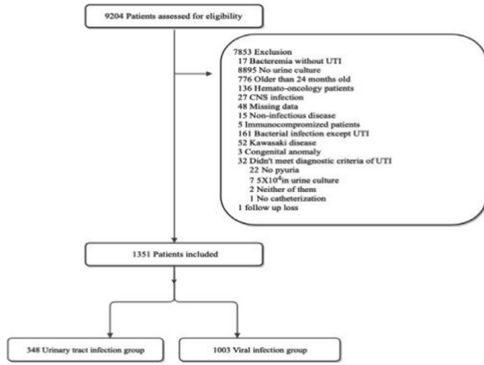 9204 Patients assessed for eligibility
7853 Exclusion
17 Bacteremia without UTI
8895 No urine culture
776 Older than 24 months old
136 Hemato-oncology patients
27 CNS infection
48 Missing data
15 Non-infectious disease
5 Immunocompromized patients
161 Bacterial infection except UTI
52 Kawasaki disease
3 Congenital anomaly
32 Didn't meet diagnostic criteria of UTI
22 No pyuria
7 5X10⁴in urine culture
2 Neither of them
1 No catheterization
1 follow up loss
1351 Patients included
348 Urinary tract infection group
1003 Viral infection group